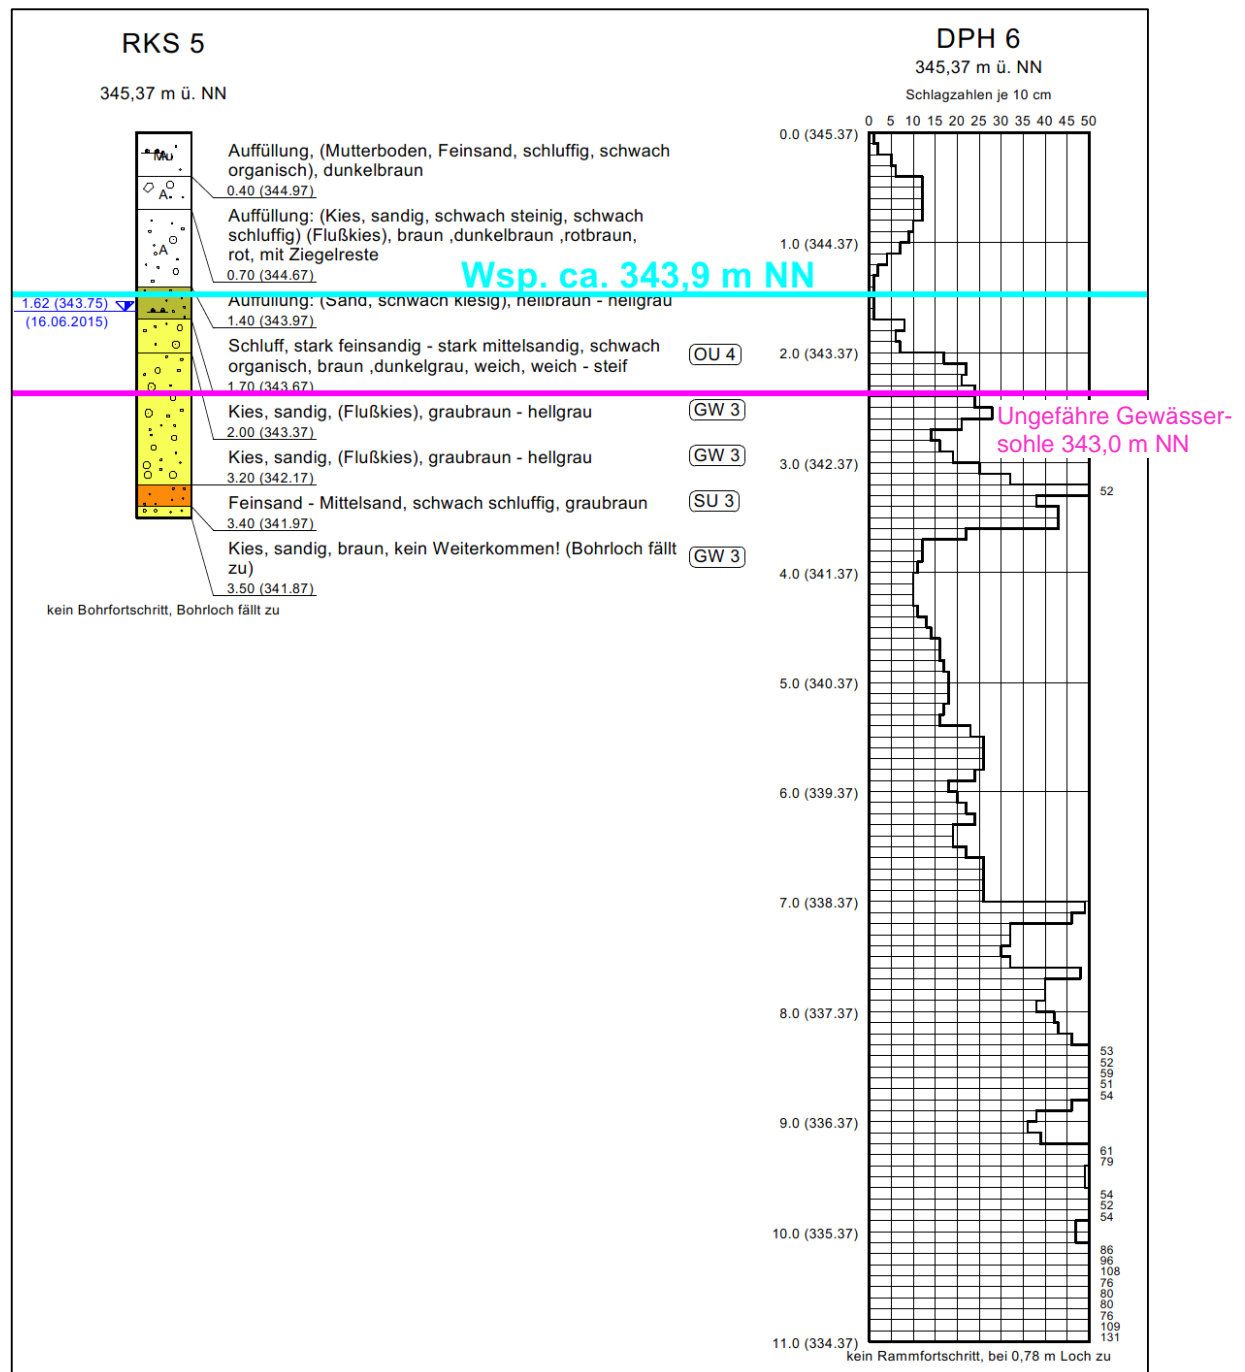 RKS 5
345,37 m ü. NN
Mu
A
A
Auffüllung, (Mutterboden, Feinsand, schluffig, schwach
organisch), dunkelbraun
0.40 (344.97)
Auffüllung: (Kies, sandig, schwach steinig, schwach
schluffig) (Flußkies), braun ,dunkelbraun ,rotbraun,
rot, mit Ziegelreste
0.70 (344.67)
Wsp. ca. 343,9 m NN
Auffüllung: (Sand, schwach kiesig), hellbraun - hellgrau
1.40 (343.97)
1.62 (343.75)
(16.06.2015)
Schluff, stark feinsandig - stark mittelsandig, schwach
organisch, braun ,dunkelgrau, weich, weich - steif
OU 4
1.70 (343.67)
Kies, sandig, (Flußkies), graubraun - hellgrau
GW 3
2.00 (343.37)
Kies, sandig, (Flußkies), graubraun - hellgrau
GW 3
3.20 (342.17)
Feinsand - Mittelsand, schwach schluffig, graubraun
SU 3
3.40 (341.97)
Kies, sandig, braun, kein Weiterkommen! (Bohrloch fällt
zu)
GW 3
3.50 (341.87)
kein Bohrfortschritt, Bohrloch fällt zu
DPH 6
345,37 m ü. NN
Schlagzahlen je 10 cm
0 5 10 15 20 25 30 35 40 45 50
0.0 (345.37)
1.0 (344.37)
2.0 (343.37)
Ungefähre Gewässer-
sohle 343,0 m NN
3.0 (342.37)
52
4.0 (341.37)
5.0 (340.37)
6.0 (339.37)
7.0 (338.37)
8.0 (337.37)
53
52
59
51
54
9.0 (336.37)
61
79
54
52
54
10.0 (335.37)
86
96
108
76
80
80
76
109
131
11.0 (334.37)
kein Rammfortschritt, bei 0,78 m Loch zu